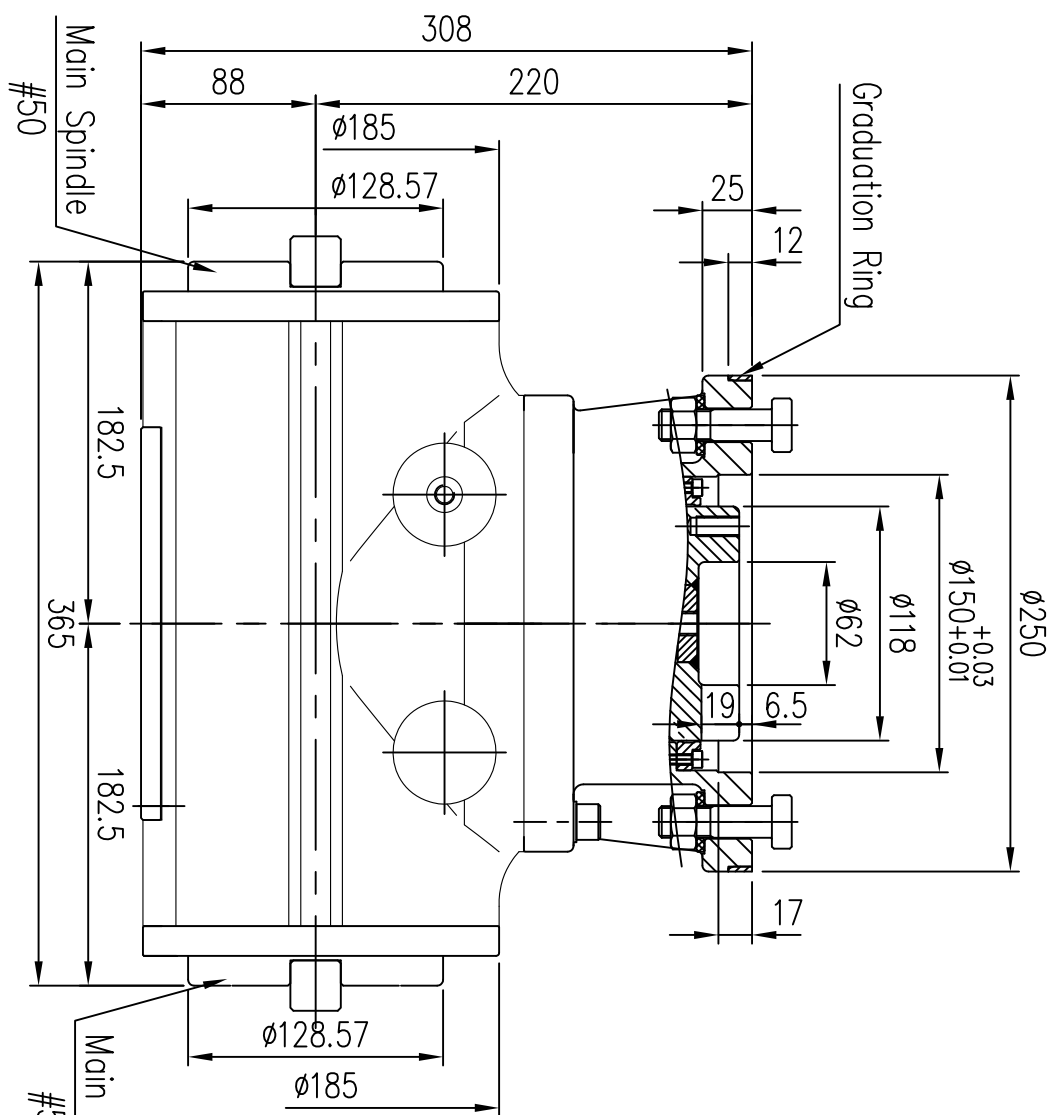 308
88
220
ø185
ø128.57
Main Spindle
#50
Graduation Ring
25
12
182.5
365
182.5
ø250
+0.03
ø150+0.01
ø118
ø62
19
6.5
17
ø128.57
ø185
Main